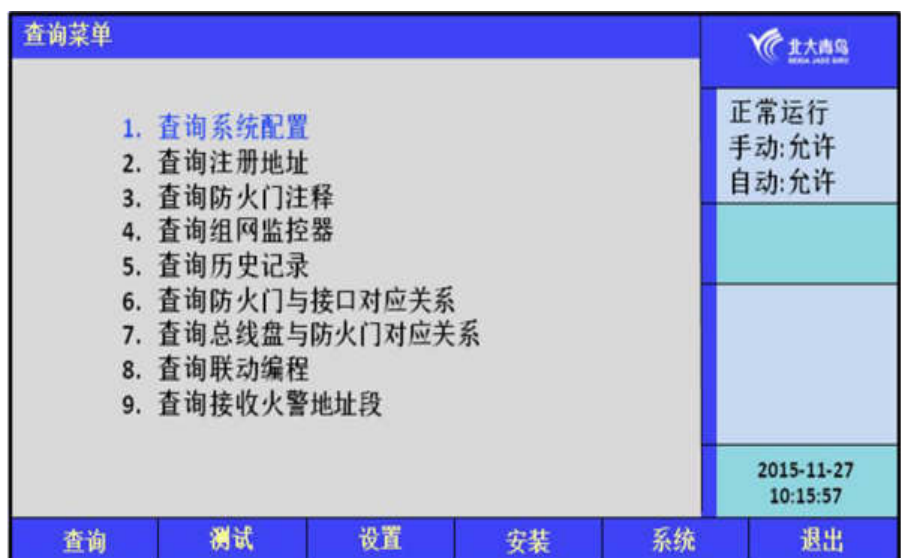 查询菜单
北大青鸟
BEIDA JADE BIRD
正常运行
手动:允许
自动:允许
1. 查询系统配置
2. 查询注册地址
3. 查询防火门注释
4. 查询组网监控器
5. 查询历史记录
6. 查询防火门与接口对应关系
7. 查询总线盘与防火门对应关系
8. 查询联动编程
9. 查询接收火警地址段
2015-11-27
10:15:57
查询 测试 设置 安装 系统 退出